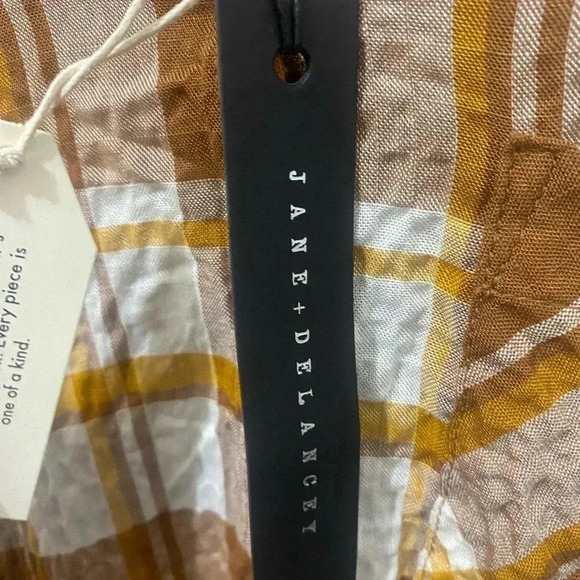 Every piece is
one of a kind.
JANE+DELANCEY